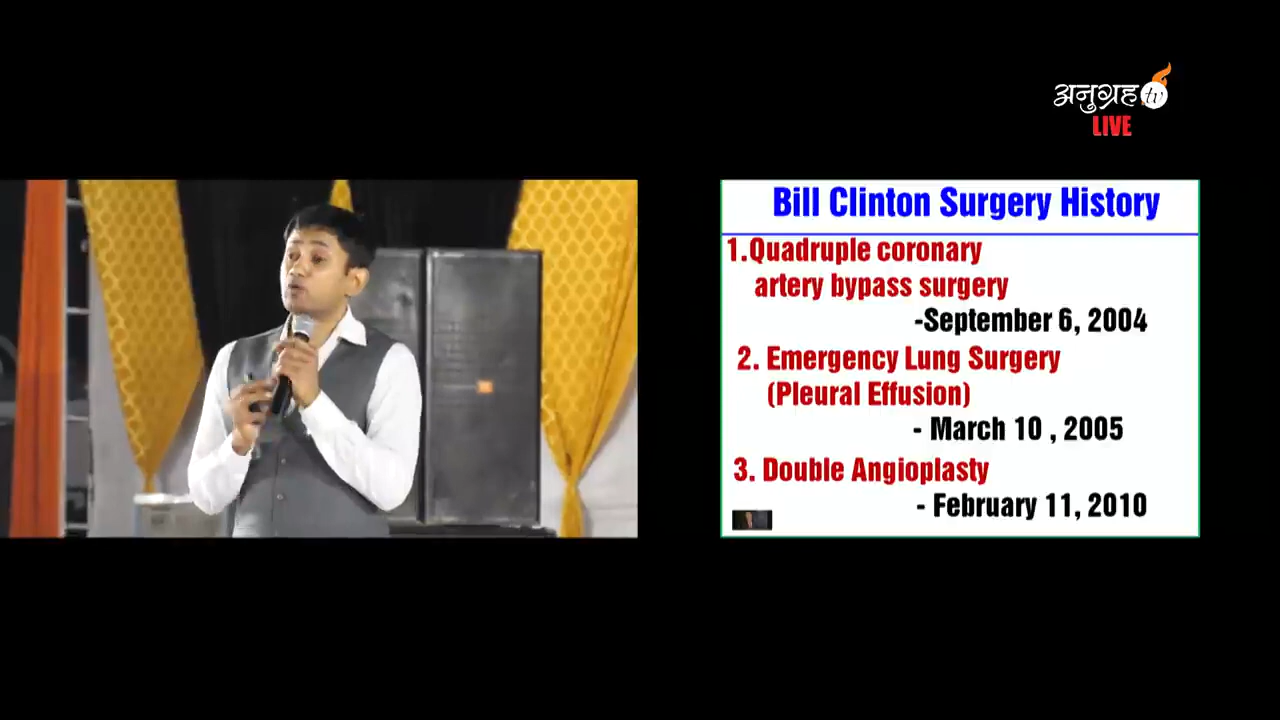 अनुग्रह tv
LIVE
Bill Clinton Surgery History
1.Quadruple coronary
artery bypass surgery
-September 6, 2004
2. Emergency Lung Surgery
(Pleural Effusion)
- March 10 , 2005
3. Double Angioplasty
- February 11, 2010